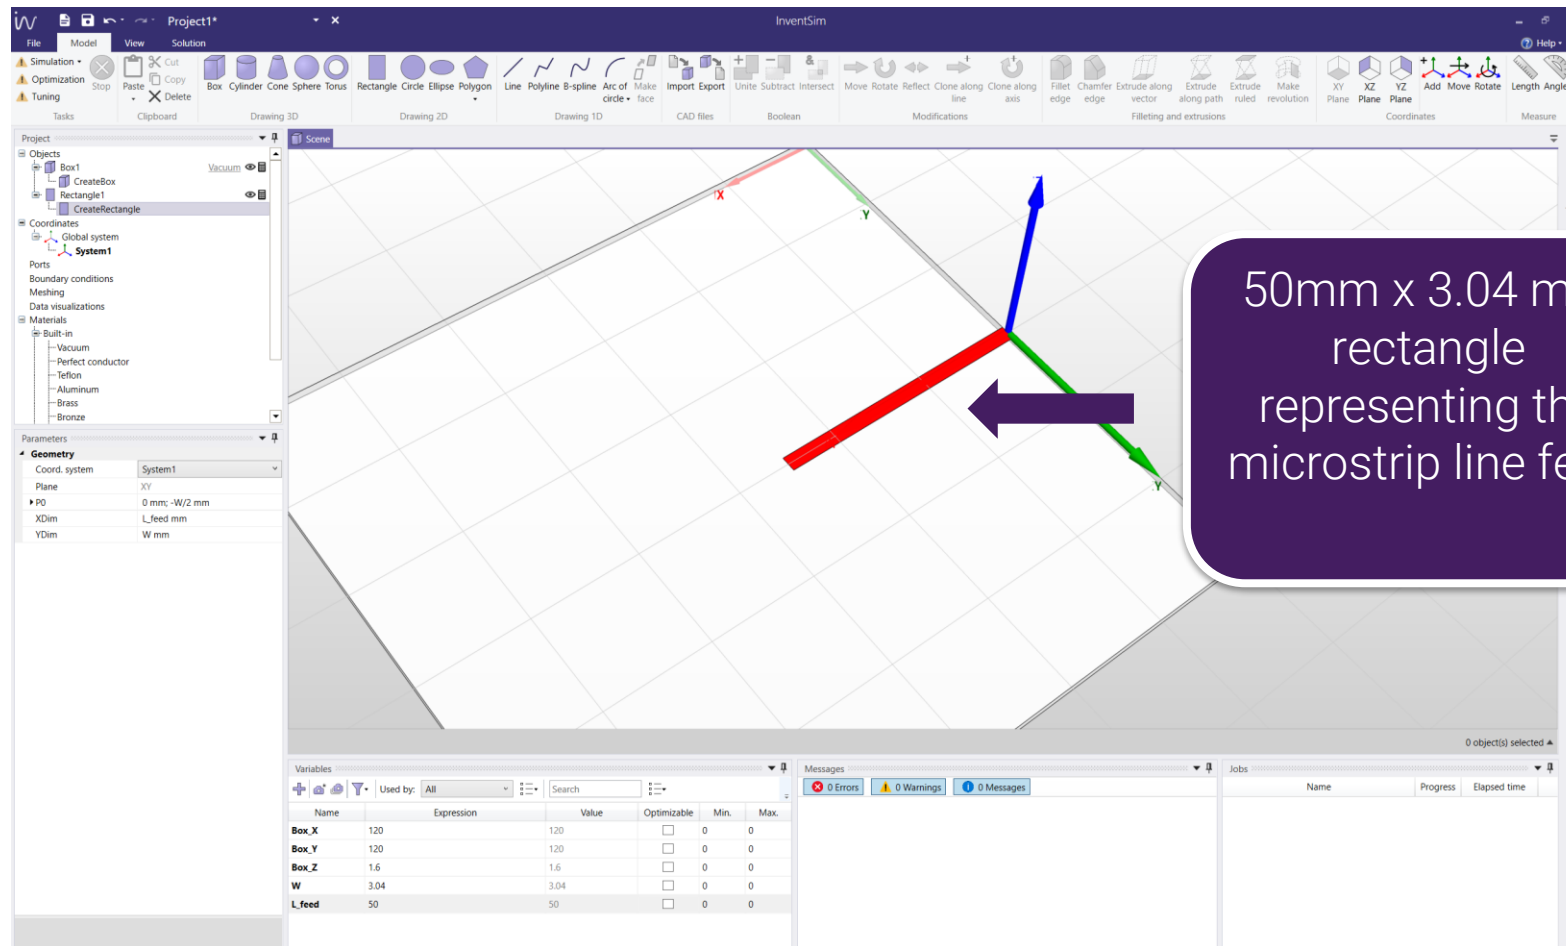 Project1*
InventSim
File Model View Solution
Help
Simulation
Optimization
Tuning
Stop
Paste
Cut
Copy
Delete
Box Cylinder Cone Sphere Torus
Rectangle Circle Ellipse Polygon
Line Polyline B-spline Arc of circle Make face
Import Export
Unite Subtract Intersect
Move Rotate Reflect Clone along line Clone along axis
Fillet edge Chamfer edge Extrude along vector Extrude along path Extrude ruled Make revolution
XY Plane XZ Plane YZ Plane Add Move Rotate
Length Angle
Tasks Clipboard Drawing 3D Drawing 2D Drawing 1D CAD files Boolean Modifications Filleting and extrusions Coordinates Measure
Project
Objects
Box1 Vacuum
CreateBox
Rectangle1
CreateRectangle
Coordinates
Global system
System1
Ports
Boundary conditions
Meshing
Data visualizations
Materials
Built-in
Vacuum
Perfect conductor
Teflon
Aluminum
Brass
Bronze
Parameters
Geometry
Coord. system System1
Plane XY
P0 0 mm; -W/2 mm
XDim L_feed mm
YDim W mm
Scene
X
Y
Y
50mm x 3.04 m
rectangle
representing th
microstrip line fe
0 object(s) selected
Variables
Used by: All Search
Name Expression Value Optimizable Min. Max.
Box_X 120 120 0 0
Box_Y 120 120 0 0
Box_Z 1.6 1.6 0 0
W 3.04 3.04 0 0
L_feed 50 50 0 0
Messages
0 Errors 0 Warnings 0 Messages
Jobs
Name Progress Elapsed time